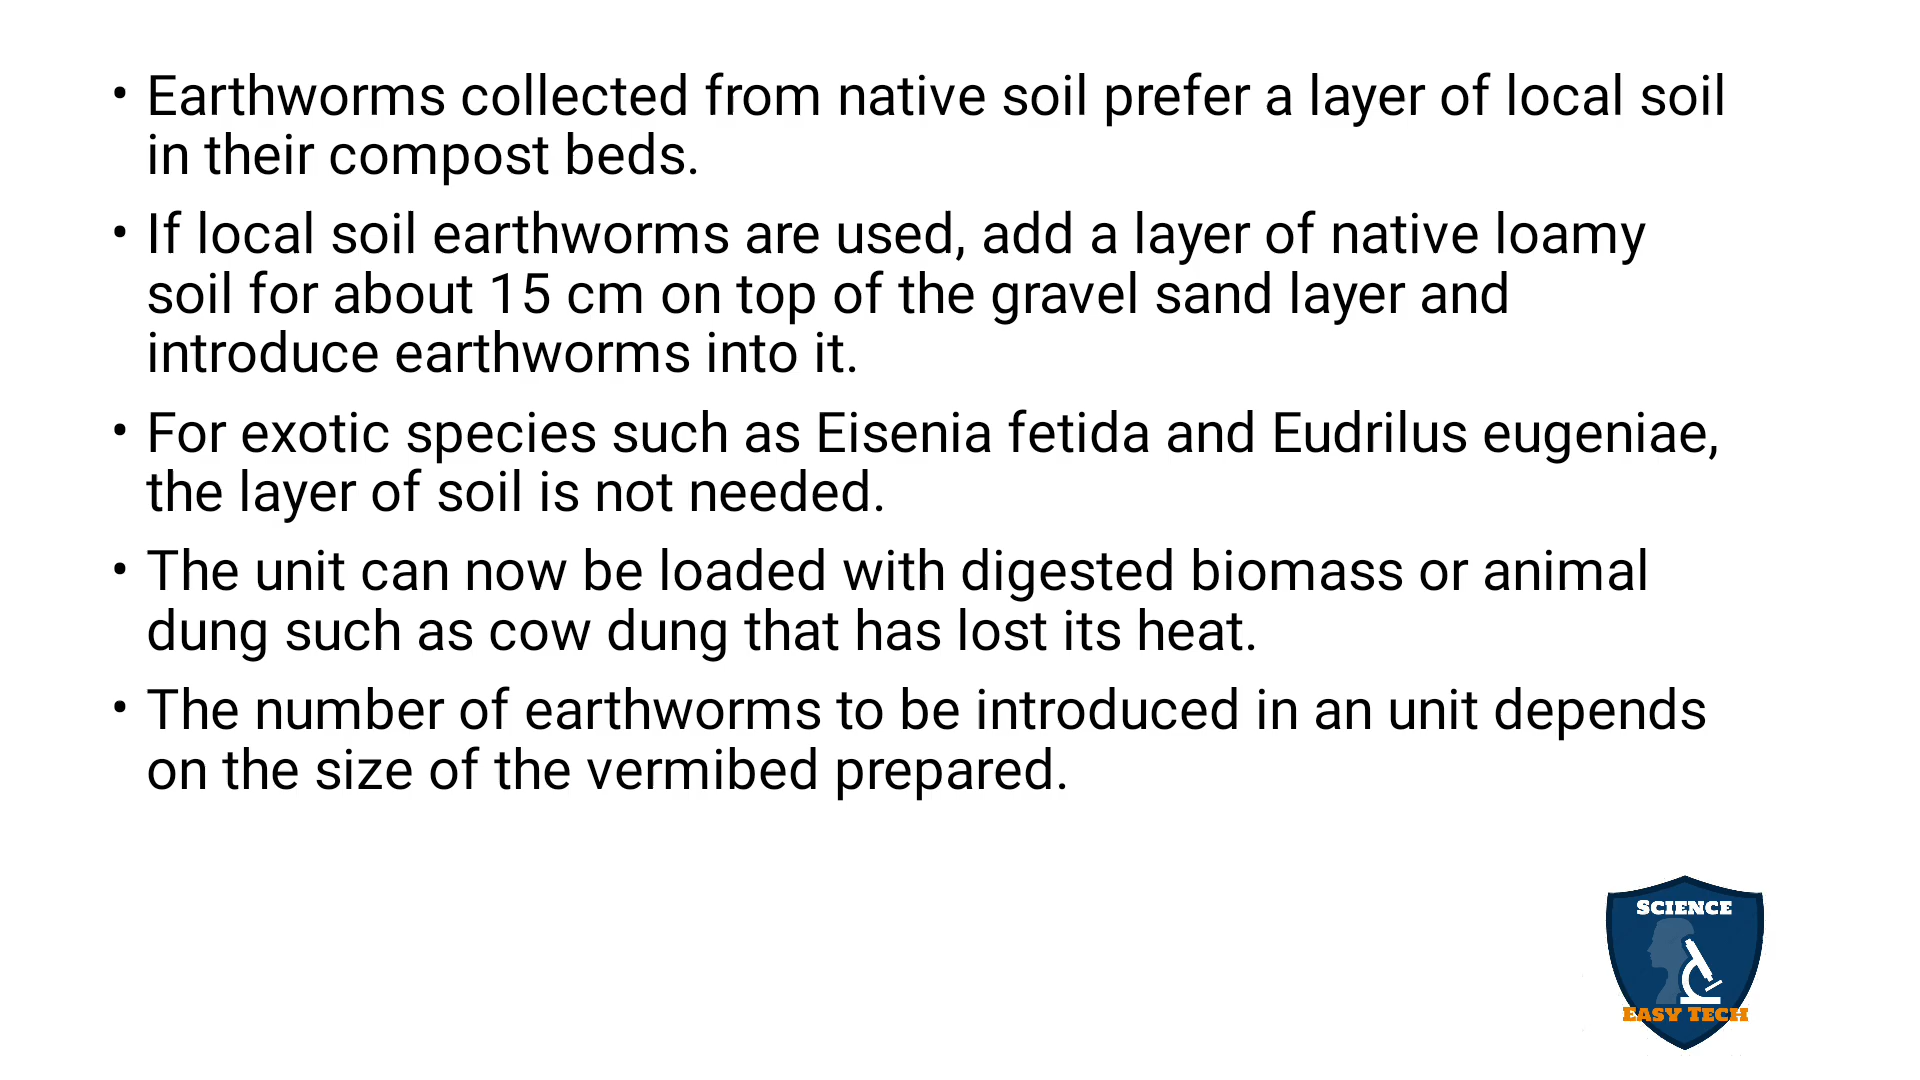 • Earthworms collected from native soil prefer a layer of local soil
in their compost beds.
• If local soil earthworms are used, add a layer of native loamy
soil for about 15 cm on top of the gravel sand layer and
introduce earthworms into it.
• For exotic species such as Eisenia fetida and Eudrilus eugeniae,
the layer of soil is not needed.
• The unit can now be loaded with digested biomass or animal
dung such as cow dung that has lost its heat.
• The number of earthworms to be introduced in an unit depends
on the size of the vermibed prepared.
SCIENCE
EASY TECH